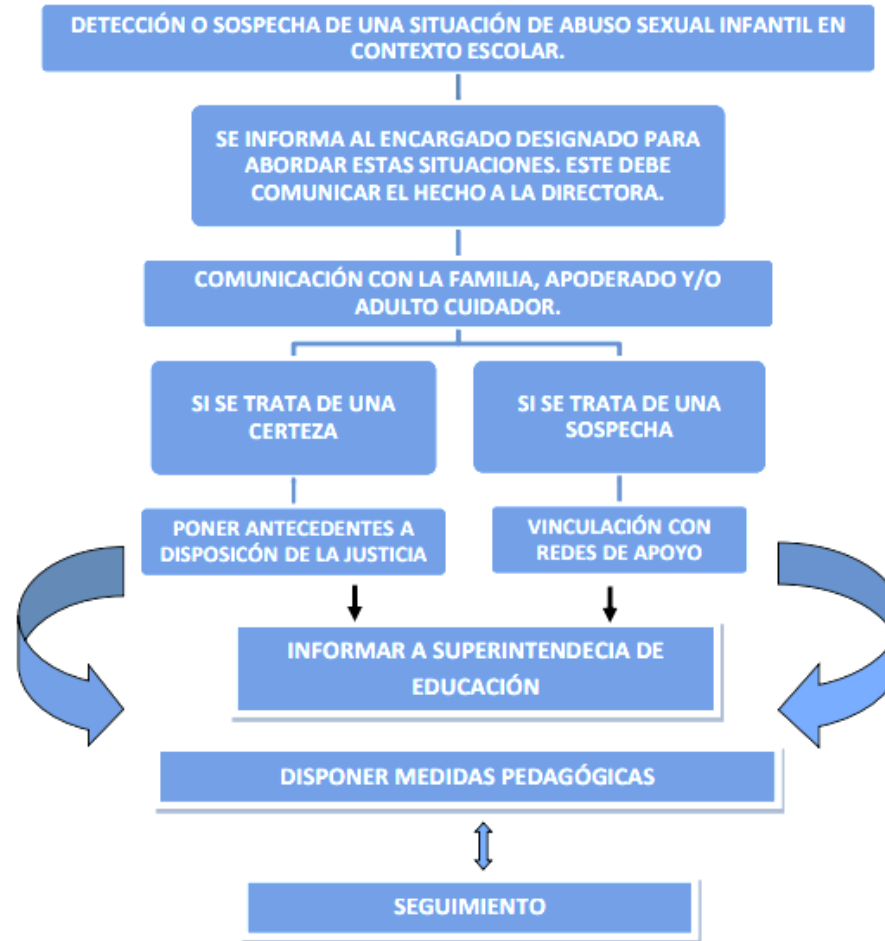 DETECCIÓN O SOSPECHA DE UNA SITUACIÓN DE ABUSO SEXUAL INFANTIL EN
CONTEXTO ESCOLAR.
SE INFORMA AL ENCARGADO DESIGNADO PARA
ABORDAR ESTAS SITUACIONES. ESTE DEBE
COMUNICAR EL HECHO A LA DIRECTORA.
COMUNICACIÓN CON LA FAMILIA, APODERADO Y/O
ADULTO CUIDADOR.
SI SE TRATA DE UNA
CERTEZA
SI SE TRATA DE UNA
SOSPECHA
PONER ANTECEDENTES A
DISPOSICÓN DE LA JUSTICIA
VINCULACIÓN CON
REDES DE APOYO
INFORMAR A SUPERINTENDECIA DE
EDUCACIÓN
DISPONER MEDIDAS PEDAGÓGICAS
SEGUIMIENTO